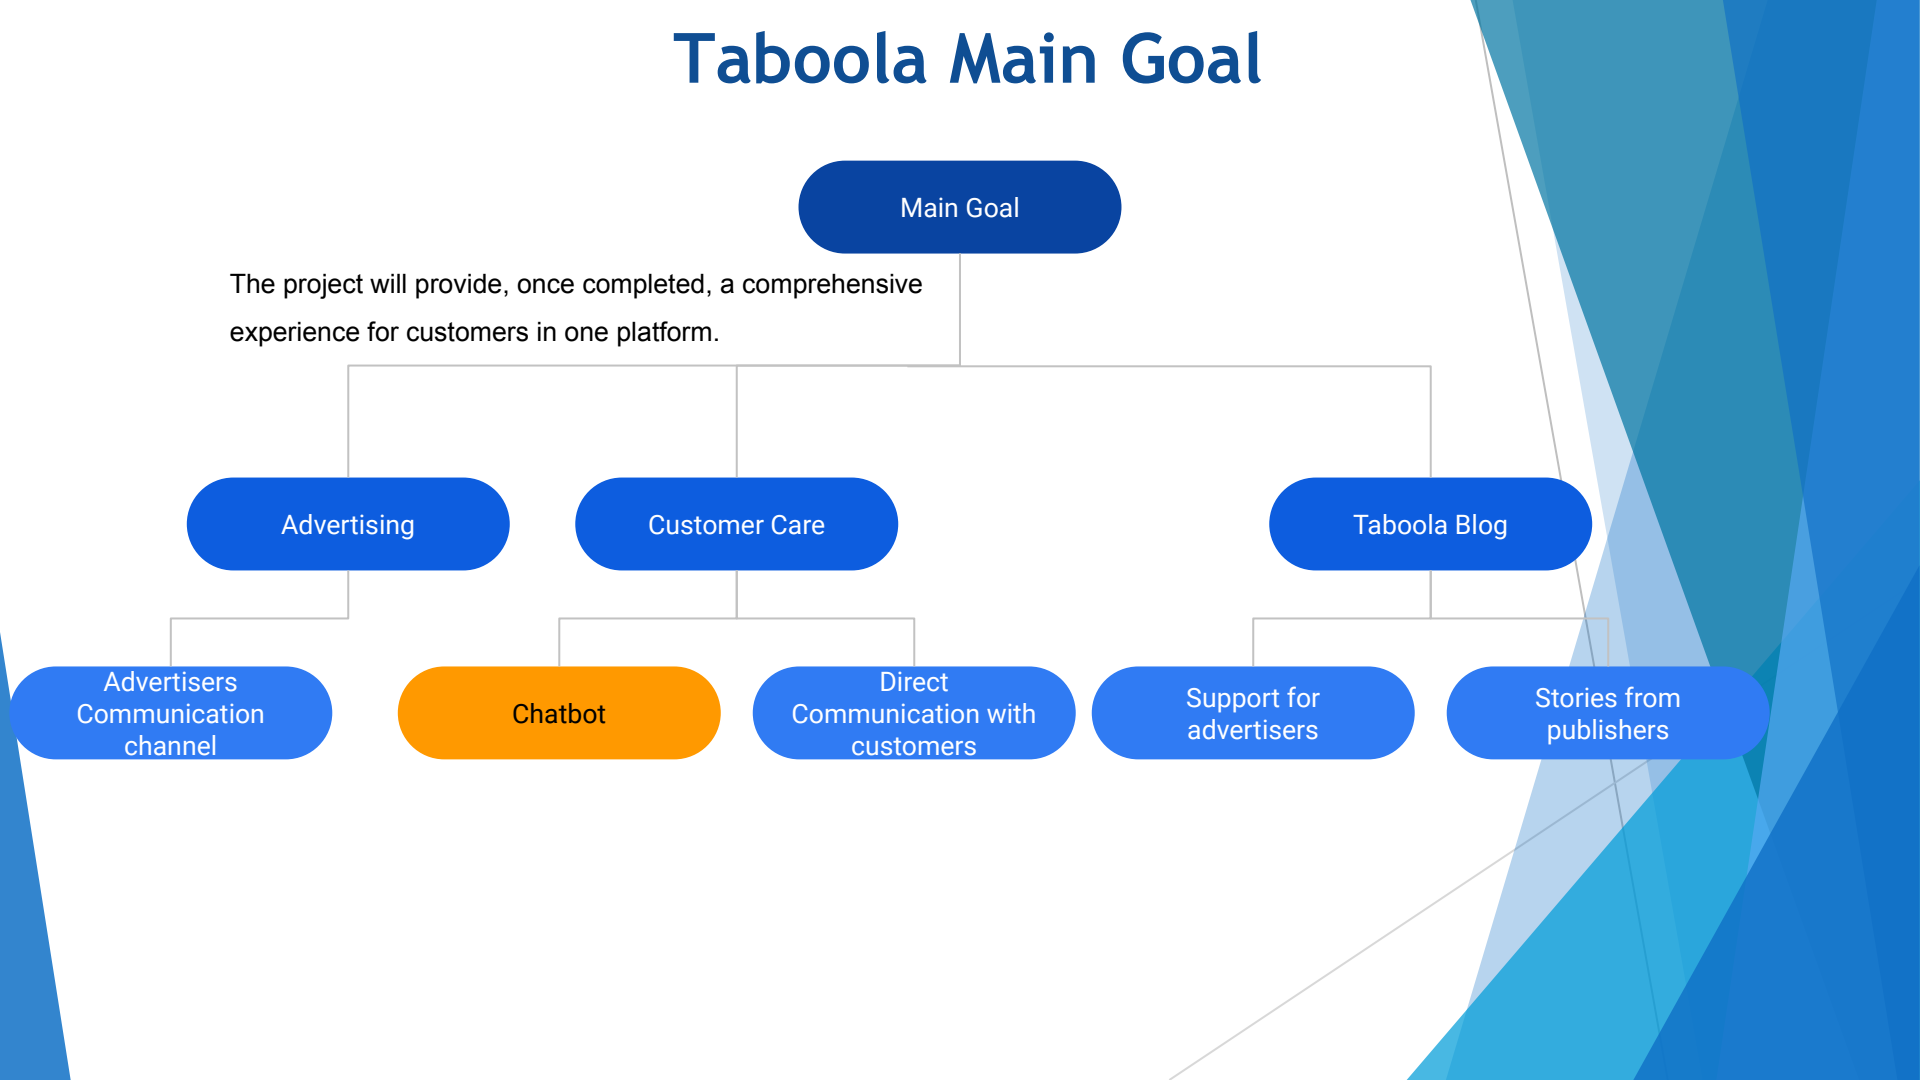 Taboola Main Goal
Main Goal
The project will provide, once completed, a comprehensive
experience for customers in one platform.
Advertising
Customer Care
Taboola Blog
Advertisers
Communication
channel
Chatbot
Direct
Communication with
customers
Support for
advertisers
Stories from
publishers